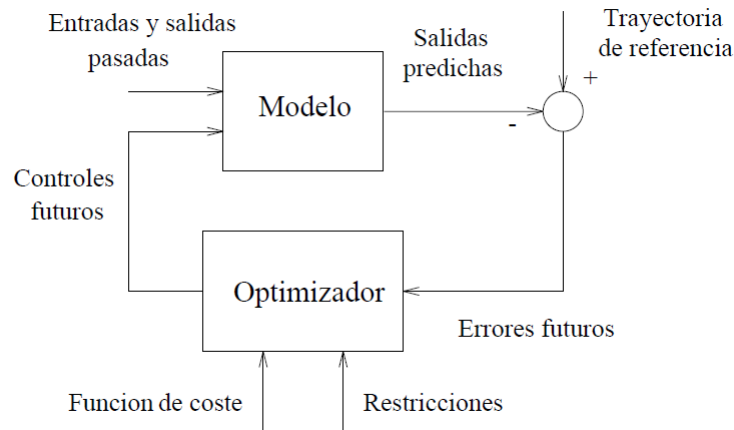 Entradas y salidas
pasadas
Modelo
Salidas
predichas
Trayectoria
de referencia
+
-
Controles
futuros
Optimizador
Errores futuros
Funcion de coste
Restricciones